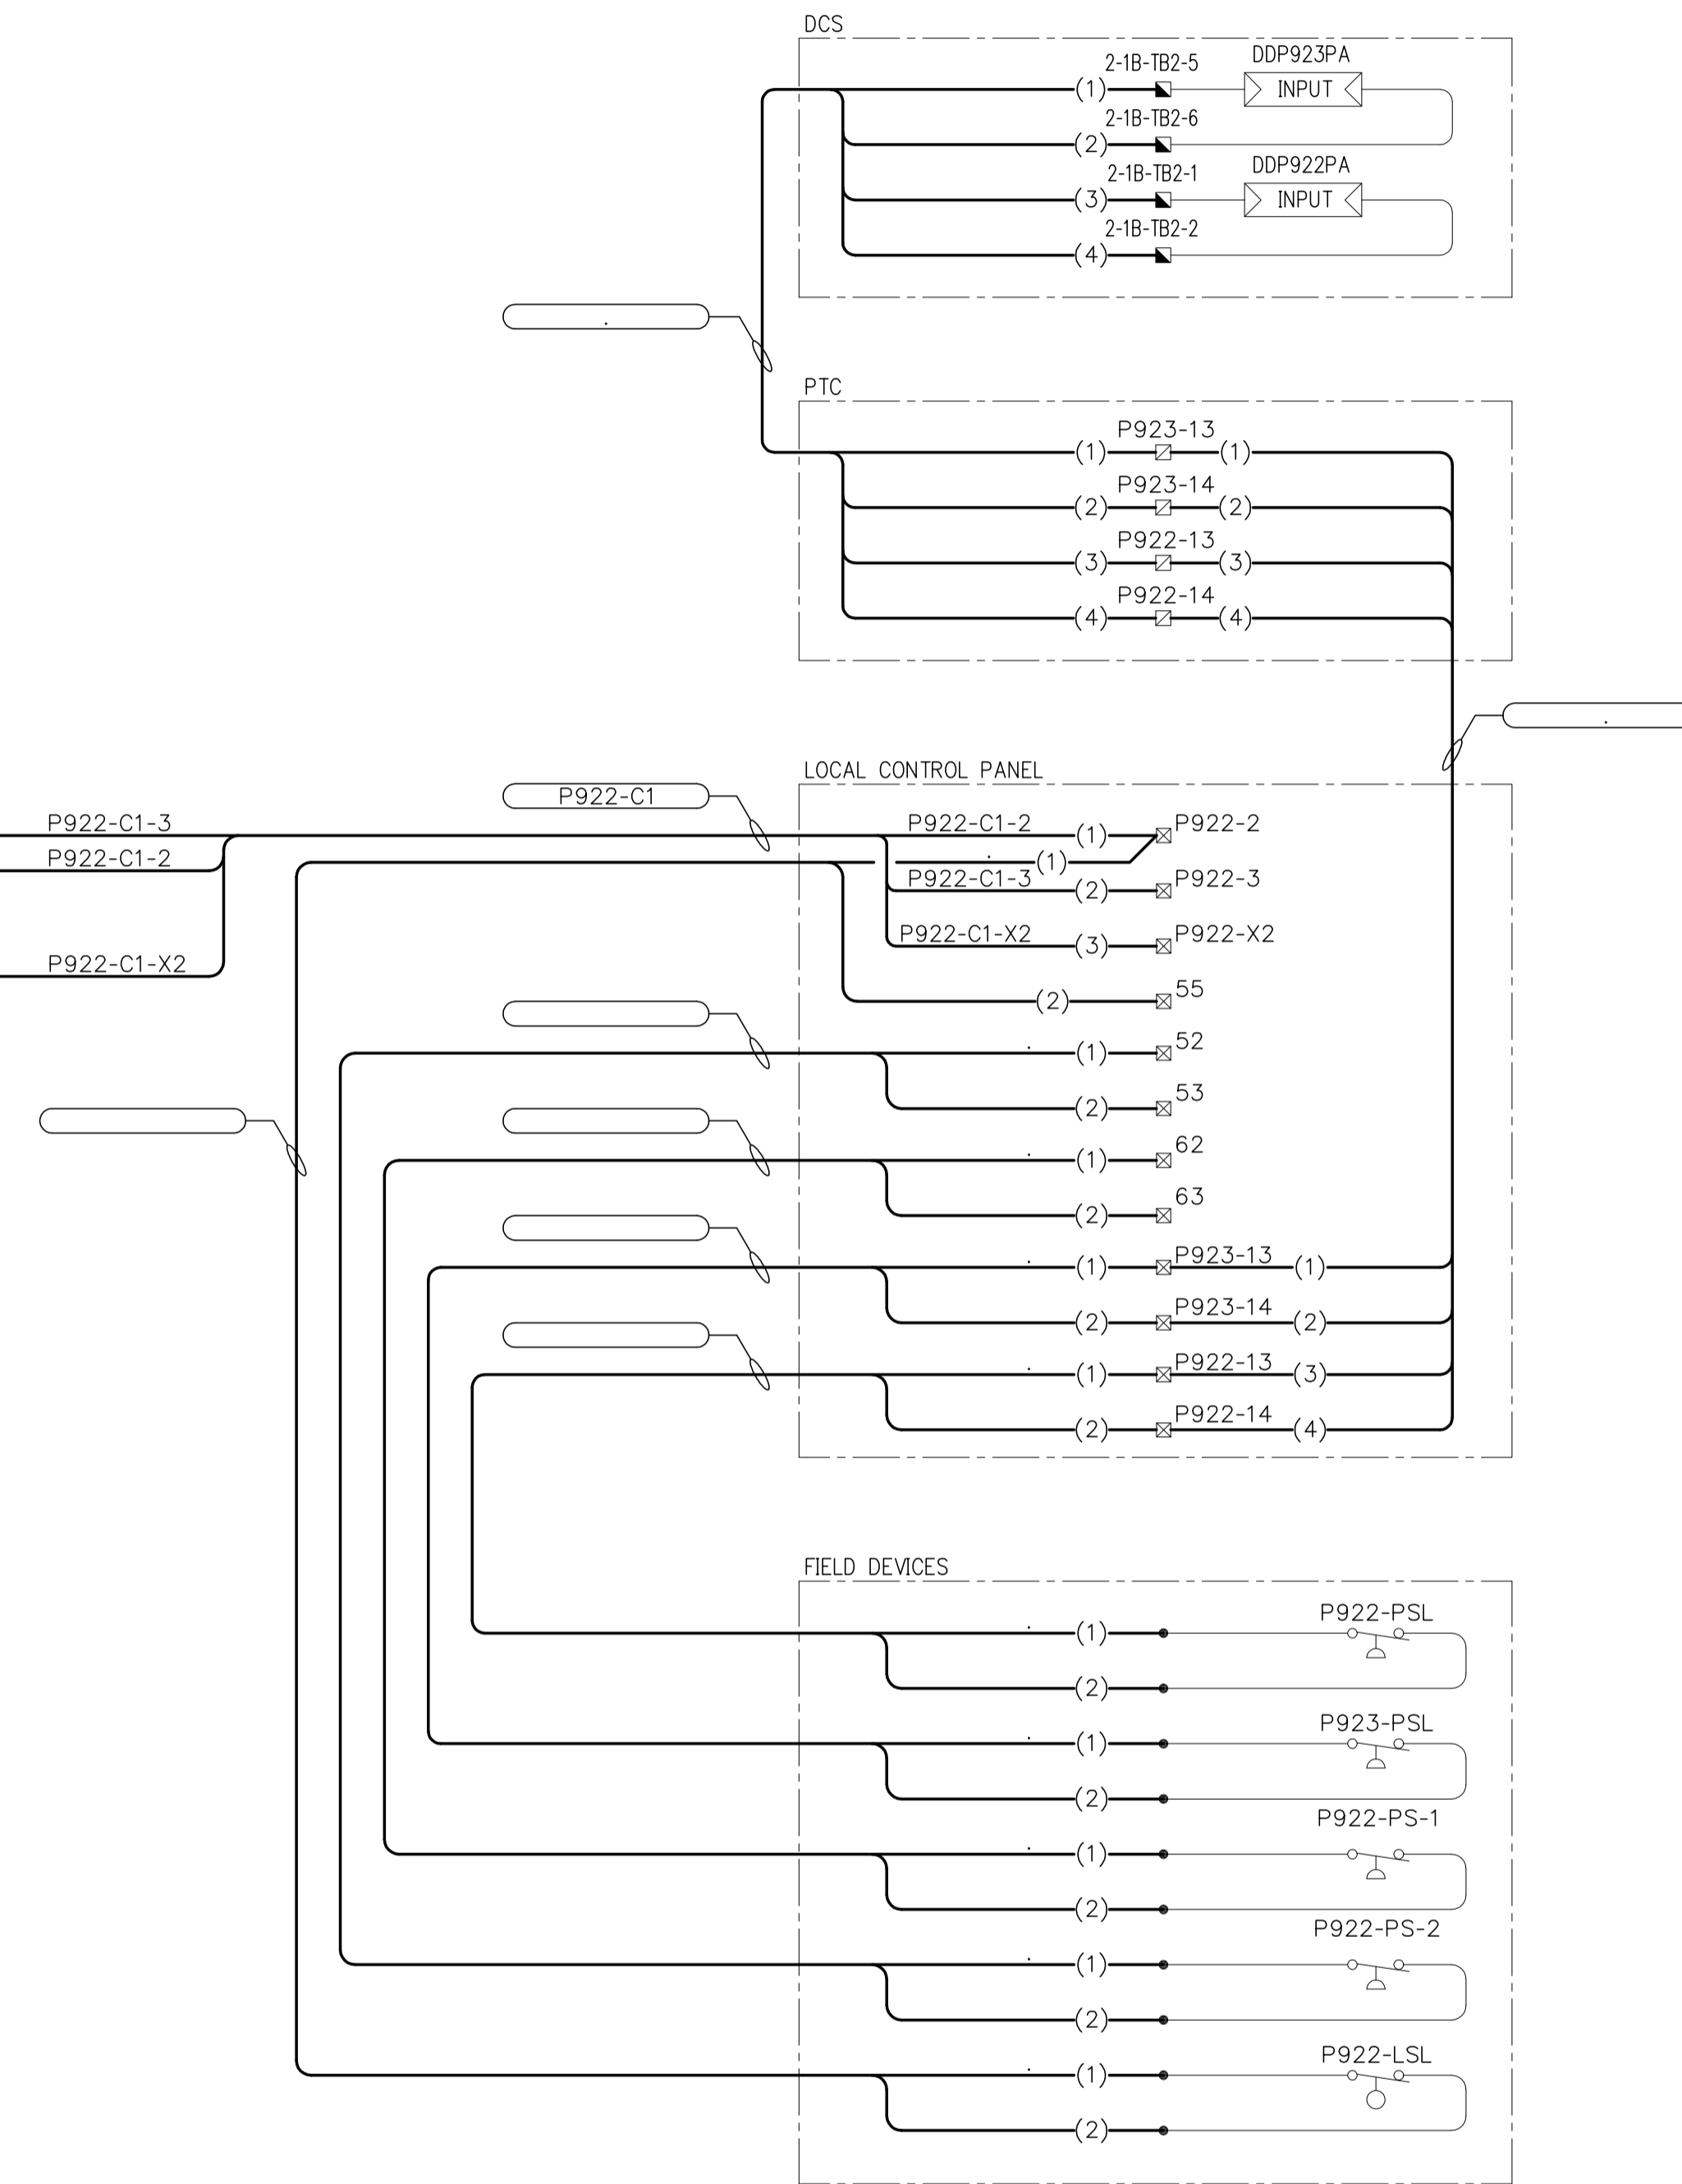 DCS
2-1B-TB2-5
DDP923PA
(1)
INPUT
2-1B-TB2-6
(2)
2-1B-TB2-1
DDP922PA
(3)
INPUT
2-1B-TB2-2
(4)
PTC
P923-13
(1) (1)
P923-14
(2) (2)
P922-13
(3) (3)
P922-14
(4) (4)
LOCAL CONTROL PANEL
P922-C1
P922-C1-3
P922-C1-2 (1) P922-2
P922-C1-2
(1)
P922-C1-3 (2) P922-3
P922-C1-X2 (3) P922-X2
P922-C1-X2
(2) 55
(1) 52
(2) 53
(1) 62
(2) 63
(1) P923-13 (1)
(2) P923-14 (2)
(1) P922-13 (3)
(2) P922-14 (4)
FIELD DEVICES
P922-PSL
(1)
(2)
P923-PSL
(1)
(2)
P922-PS-1
(1)
(2)
P922-PS-2
(1)
(2)
P922-LSL
(1)
(2)